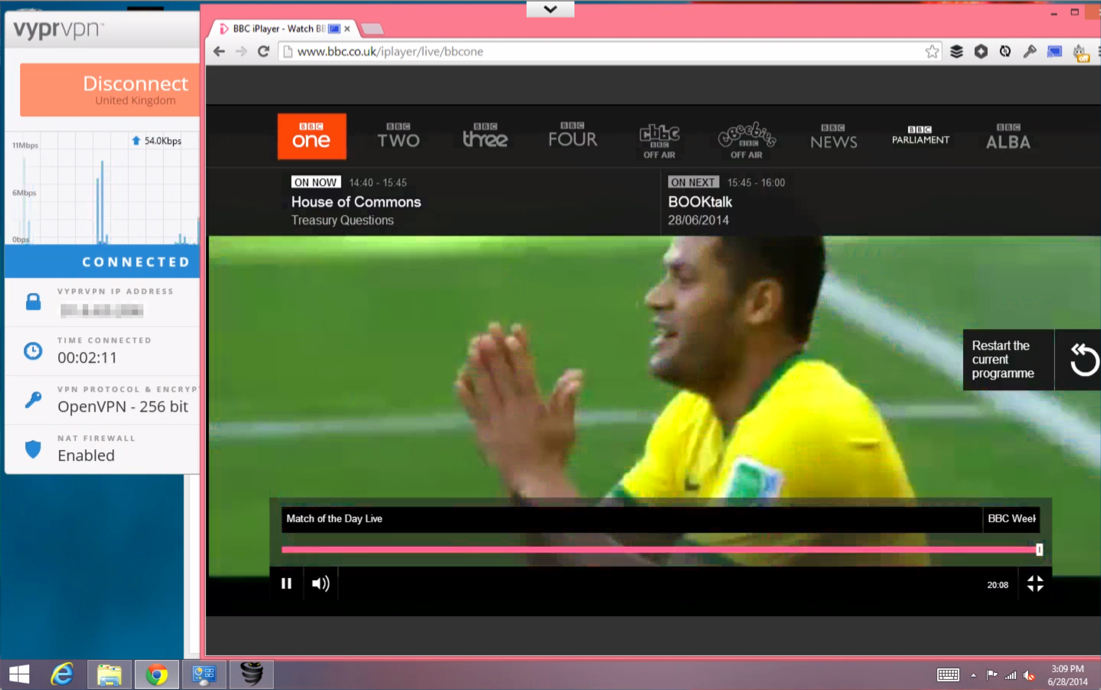 vyprvpn™
Disconnect
United Kingdom
11Mbps
54.0Kbps
6Mbps
0bps
CONNECTED
VYPRVPN IP ADDRESS
TIME CONNECTED
00:02:11
VPN PROTOCOL & ENCRYP
OpenVPN - 256 bit
NAT FIREWALL
Enabled
BBC iPlayer - Watch BB
www.bbc.co.uk/iplayer/live/bbcone
off
BBC one
BBC TWO
BBC three
BBC FOUR
cbbc BBC OFF AIR
cbeebies BBC OFF AIR
BBC NEWS
BBC PARLIAMENT
BBC ALBA
ON NOW 14:40 - 15:45
House of Commons
Treasury Questions
ON NEXT 15:45 - 16:00
BOOKtalk
28/06/2014
Restart the
current
programme
Match of the Day Live
BBC Week
20:08
3:09 PM
6/28/2014